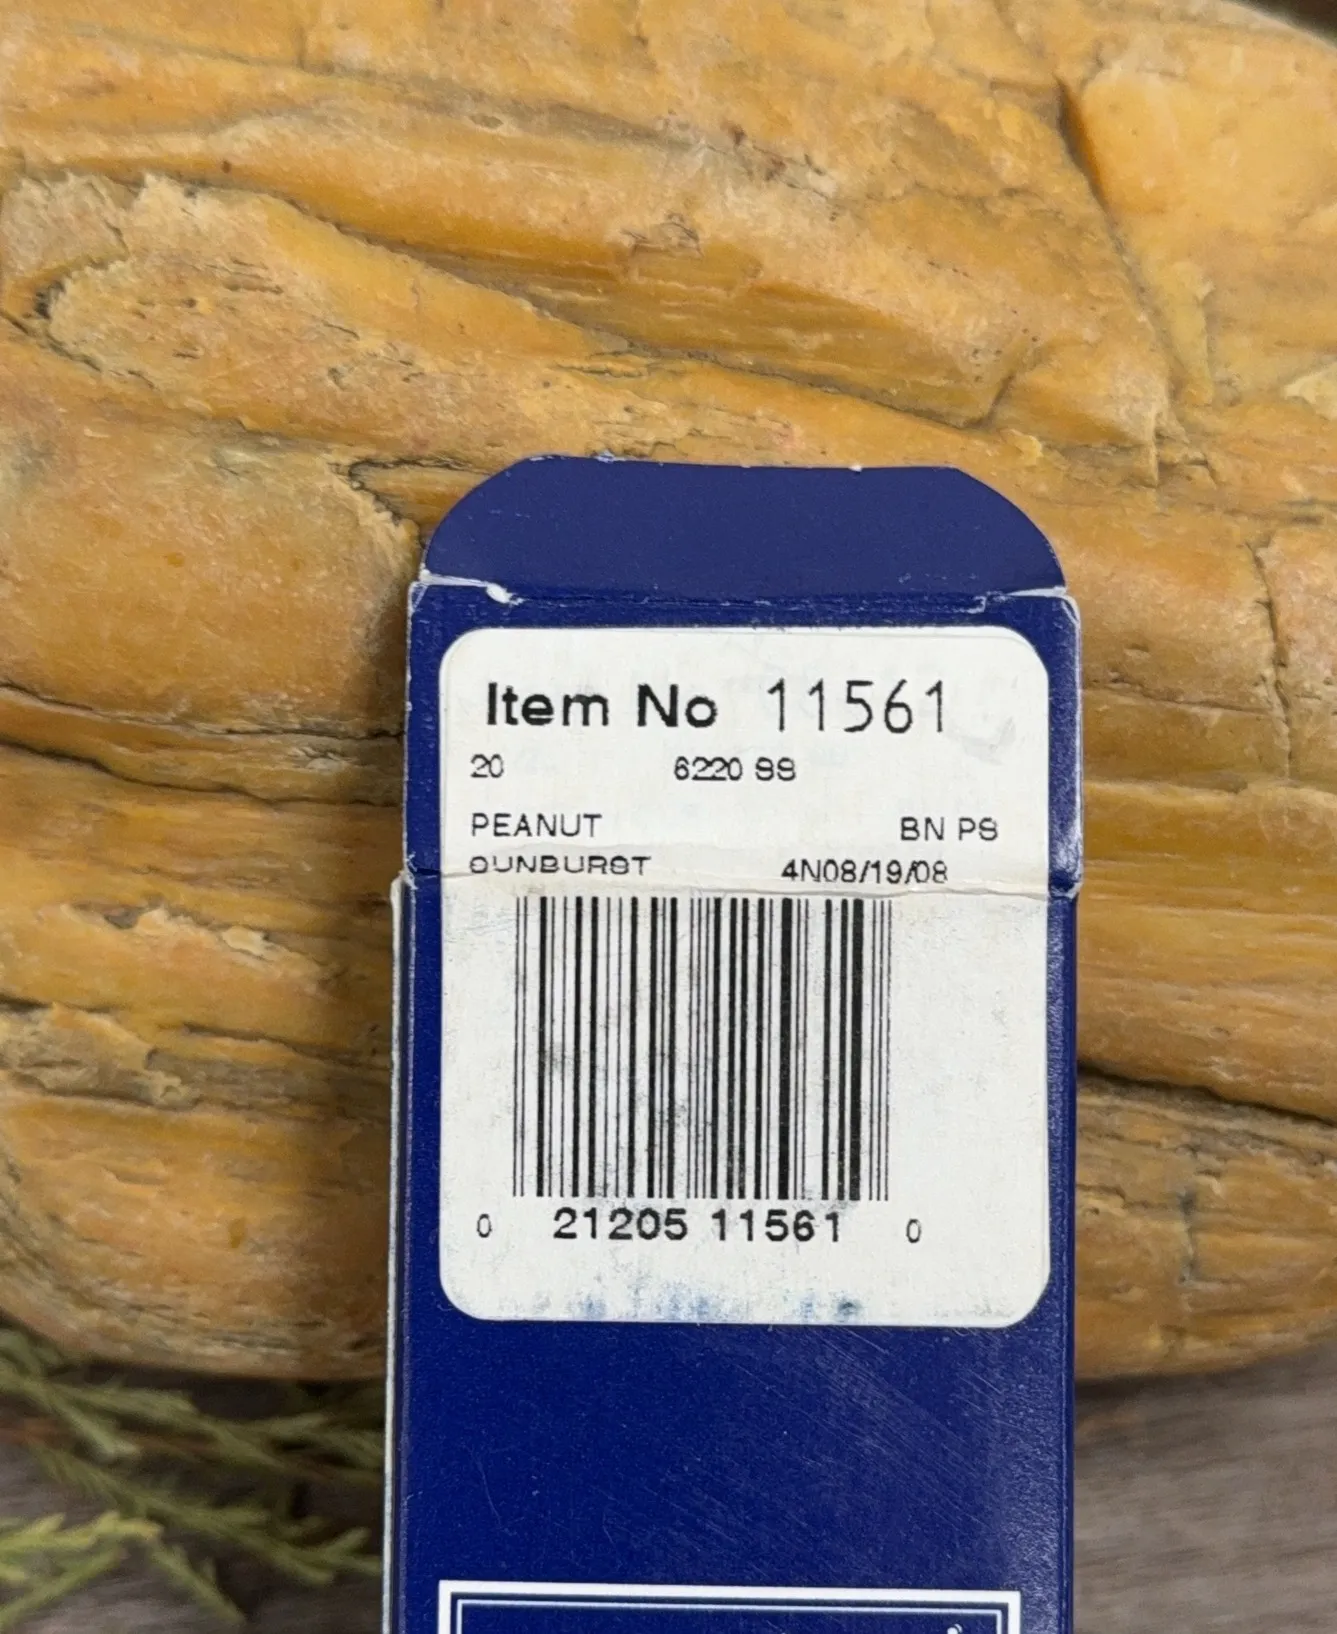 Item No 11561
20 6220 SS
PEANUT BN PS
SUNBURST 4N08/19/08
0 21205 11561 0